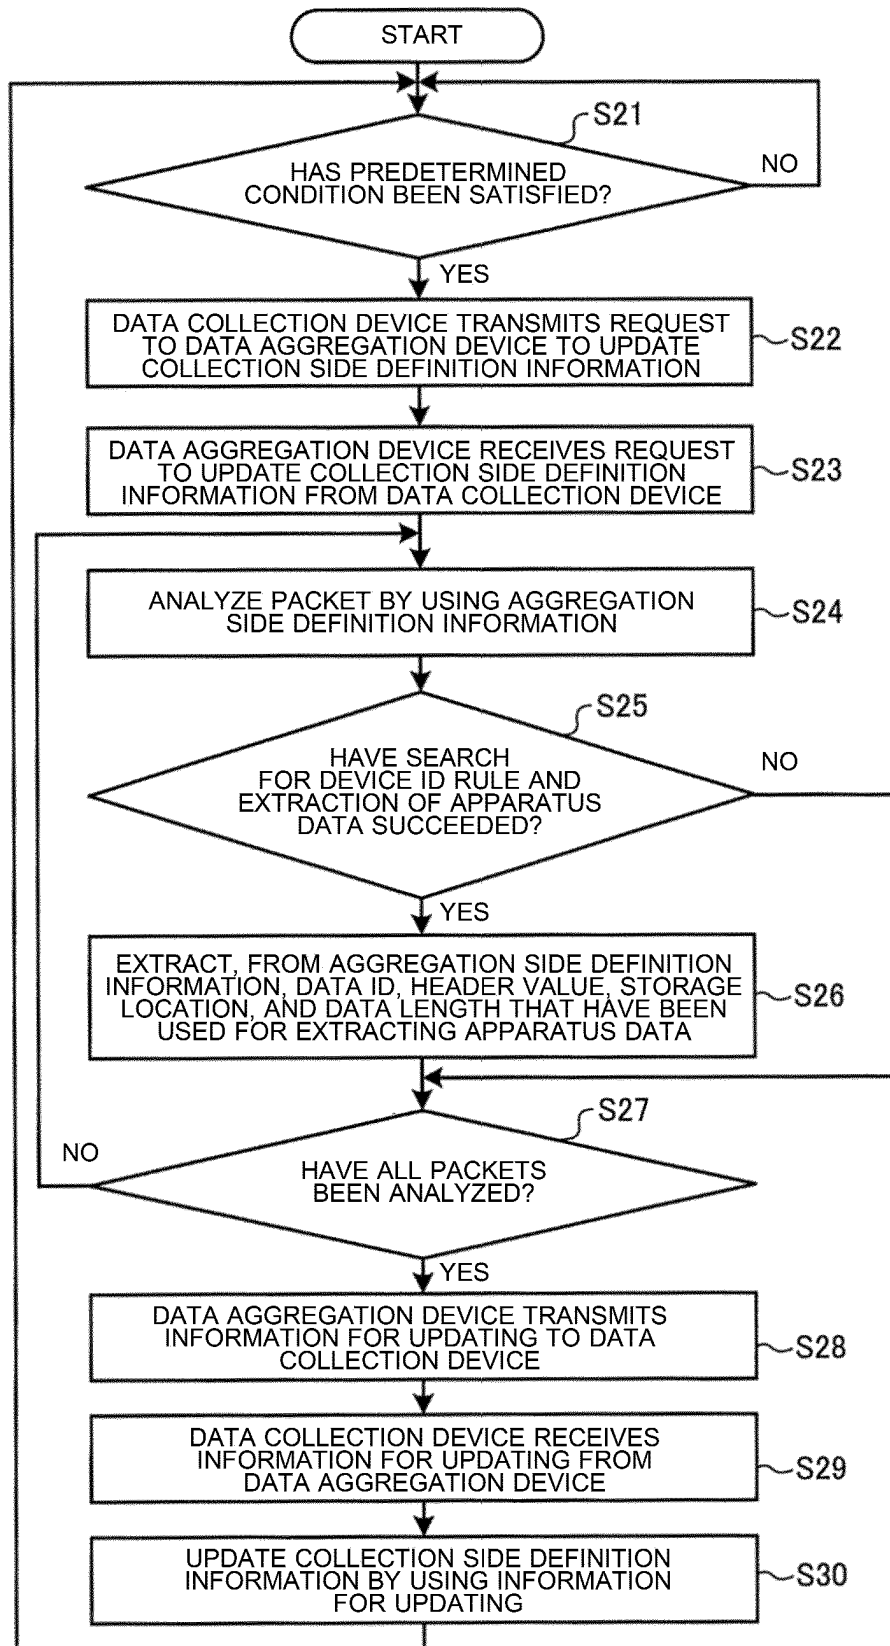 START
S21
HAS PREDETERMINED
CONDITION BEEN SATISFIED?
NO
YES
DATA COLLECTION DEVICE TRANSMITS REQUEST
TO DATA AGGREGATION DEVICE TO UPDATE
COLLECTION SIDE DEFINITION INFORMATION
S22
DATA AGGREGATION DEVICE RECEIVES REQUEST
TO UPDATE COLLECTION SIDE DEFINITION
INFORMATION FROM DATA COLLECTION DEVICE
S23
ANALYZE PACKET BY USING AGGREGATION
SIDE DEFINITION INFORMATION
S24
S25
HAVE SEARCH
FOR DEVICE ID RULE AND
EXTRACTION OF APPARATUS
DATA SUCCEEDED?
NO
YES
EXTRACT, FROM AGGREGATION SIDE DEFINITION
INFORMATION, DATA ID, HEADER VALUE, STORAGE
LOCATION, AND DATA LENGTH THAT HAVE BEEN
USED FOR EXTRACTING APPARATUS DATA
S26
S27
NO
HAVE ALL PACKETS
BEEN ANALYZED?
YES
DATA AGGREGATION DEVICE TRANSMITS
INFORMATION FOR UPDATING TO DATA
COLLECTION DEVICE
S28
DATA COLLECTION DEVICE RECEIVES
INFORMATION FOR UPDATING FROM
DATA AGGREGATION DEVICE
S29
UPDATE COLLECTION SIDE DEFINITION
INFORMATION BY USING INFORMATION
FOR UPDATING
S30